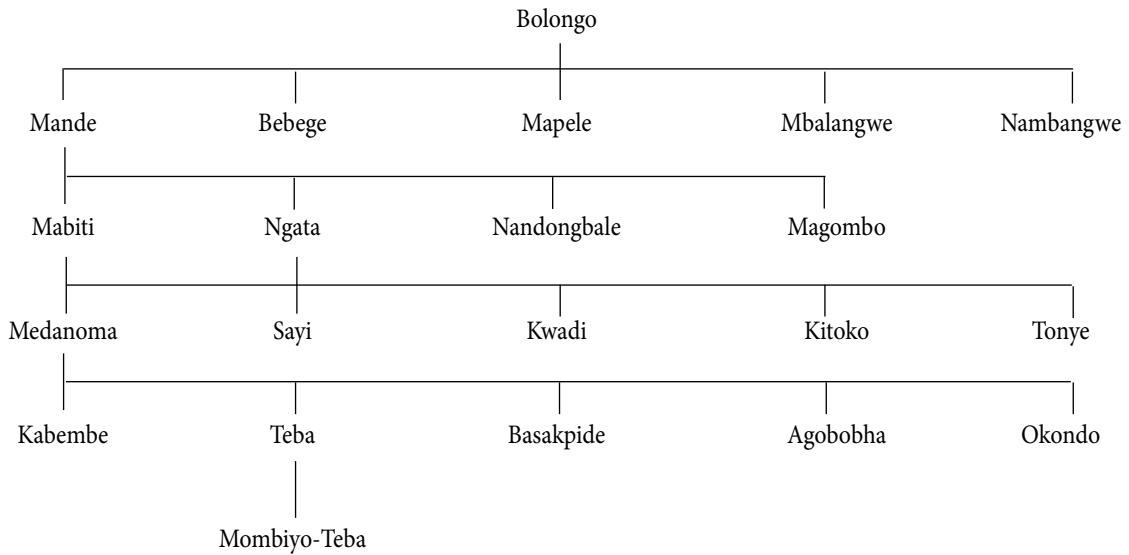 Bolongo
Mande Bebege Mapele Mbalangwe Nambangwe
Mabiti Ngata Nandongbale Magombo
Medanoma Sayi Kwadi Kitoko Tonye
Kabembe Teba Basakpide Agobobha Okondo
Mombiyo-Teba